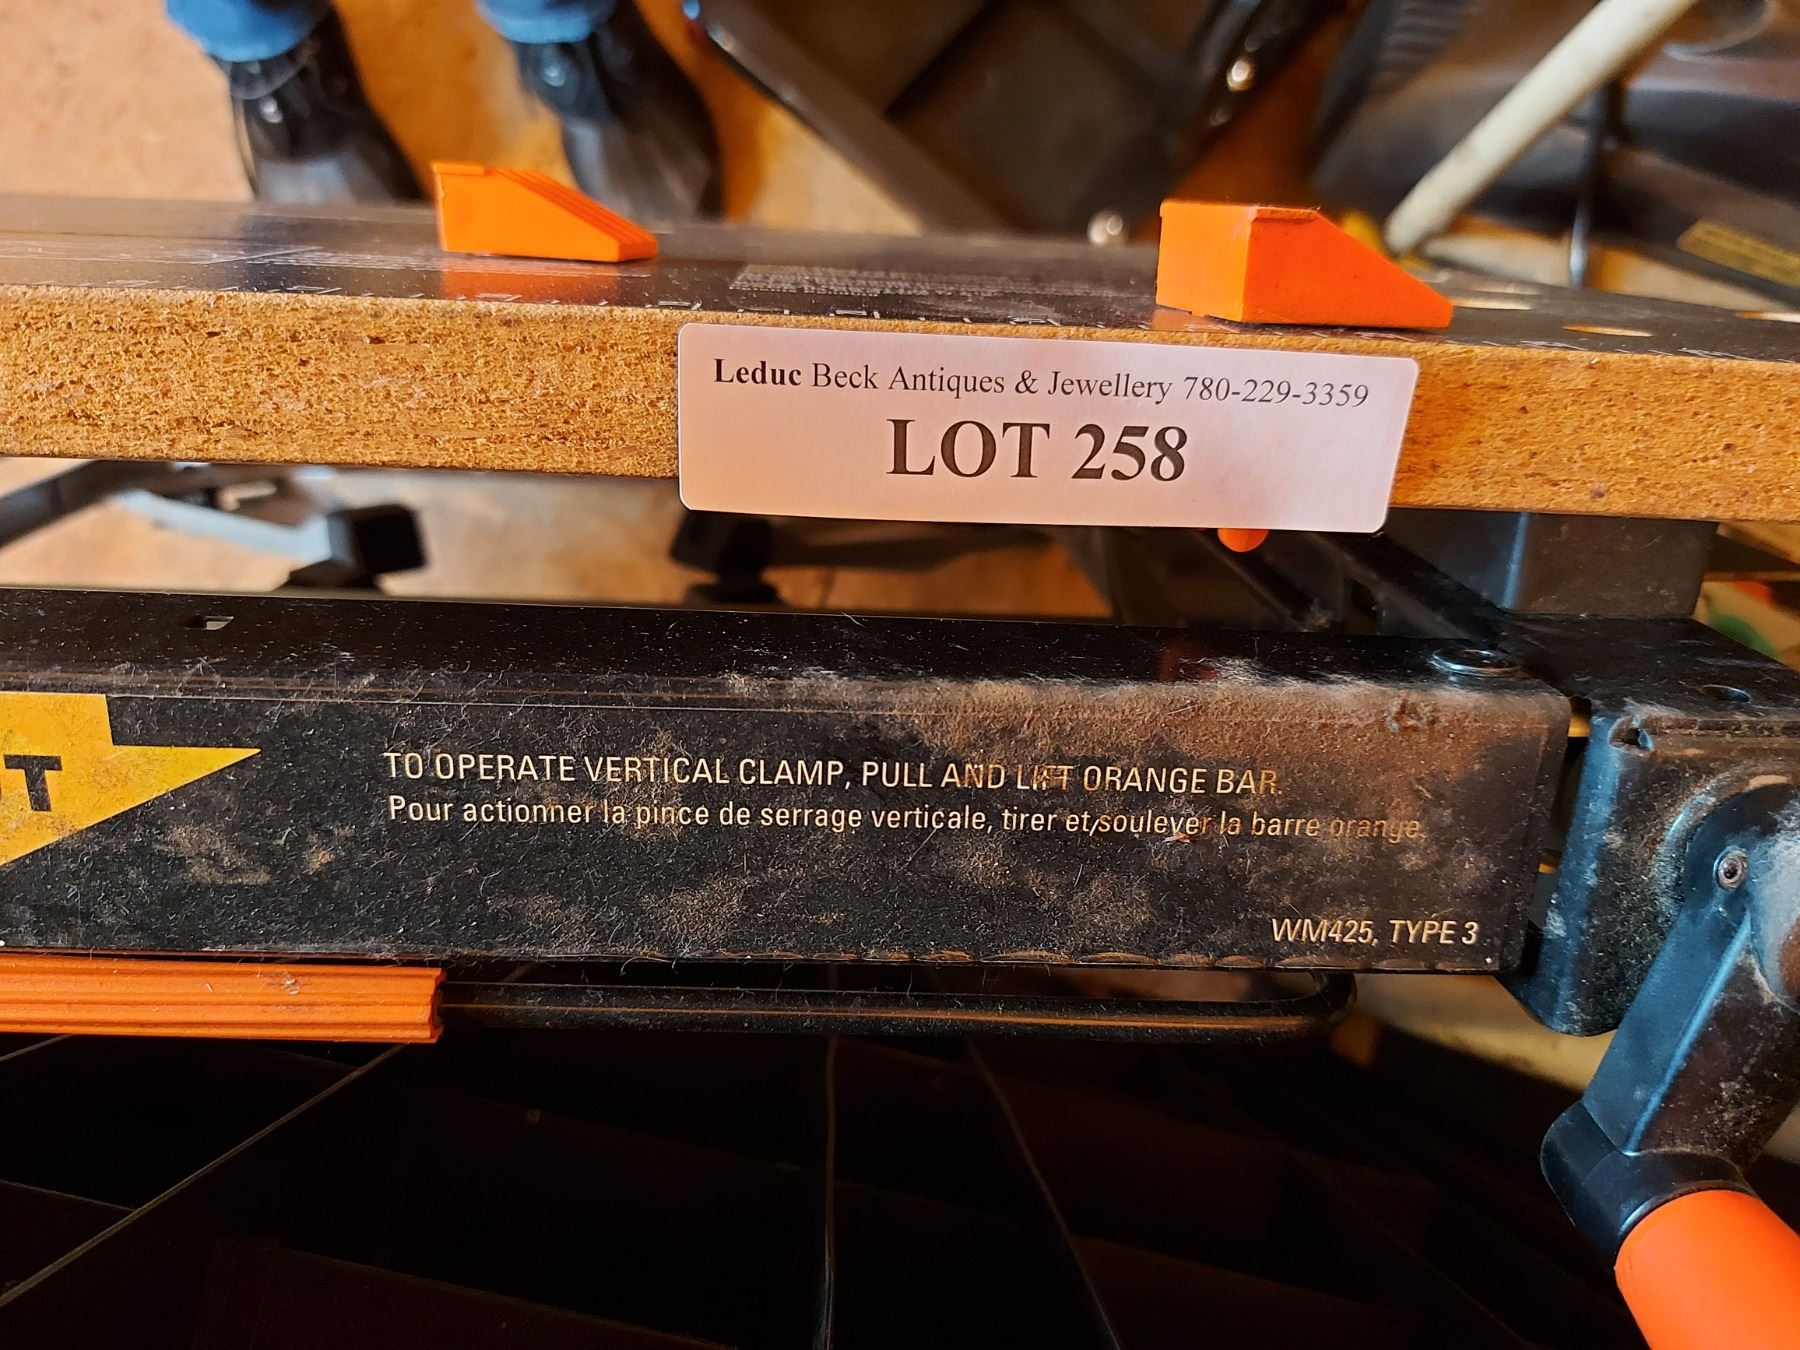 Leduc Beck Antiques & Jewellery 780-229-3359
LOT 258
TO OPERATE VERTICAL CLAMP, PULL AND LIFT ORANGE BAR.
Pour actionner la pince de serrage verticale, tirer et soulever la barre orange.
WM425, TYPE 3